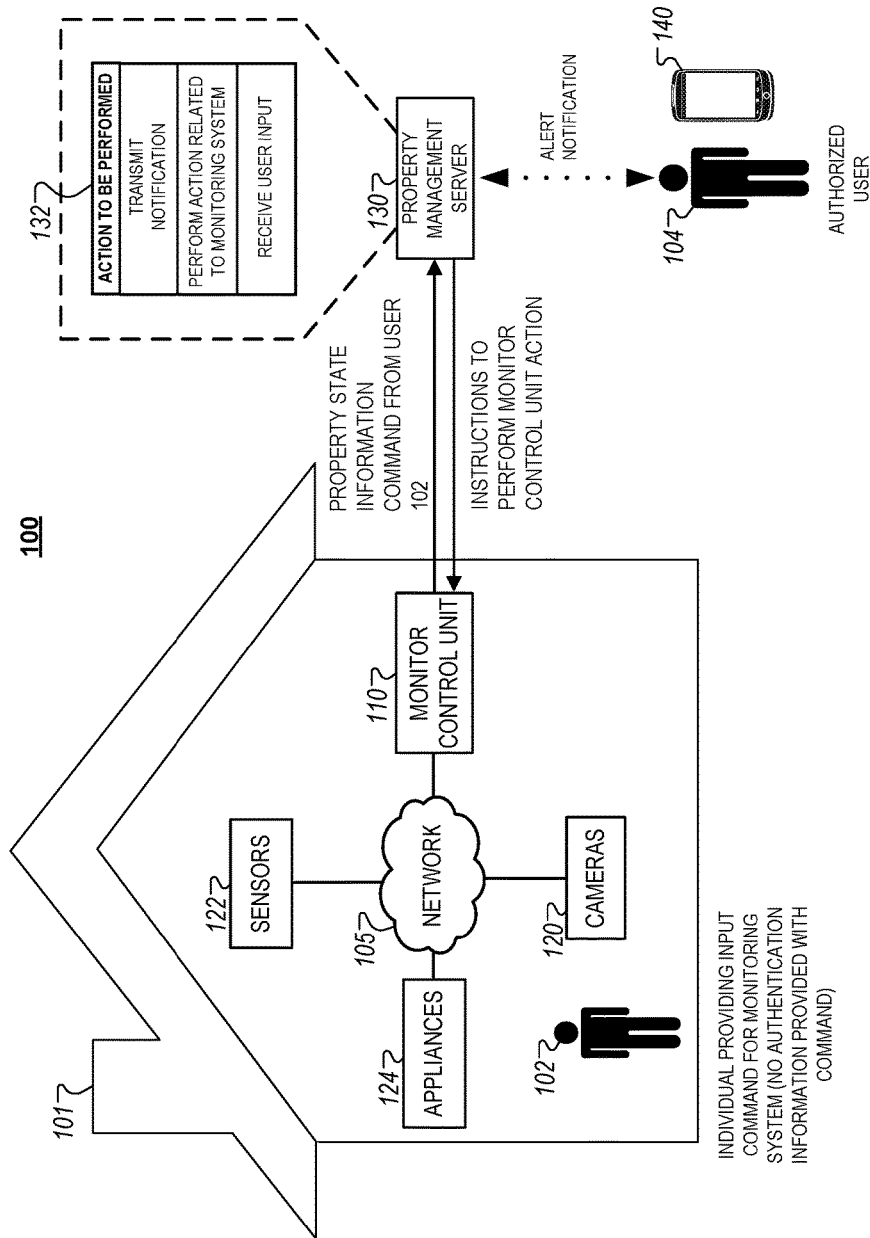 100
101
122
SENSORS
105
NETWORK
124
APPLIANCES
120
CAMERAS
110
MONITOR
CONTROL UNIT
102
INDIVIDUAL PROVIDING INPUT
COMMAND FOR MONITORING
SYSTEM (NO AUTHENTICATION
INFORMATION PROVIDED WITH
COMMAND)
PROPERTY STATE
INFORMATION
COMMAND FROM USER
102
INSTRUCTIONS TO
PERFORM MONITOR
CONTROL UNIT ACTION
132
ACTION TO BE PERFORMED
TRANSMIT
NOTIFICATION
PERFORM ACTION RELATED
TO MONITORING SYSTEM
RECEIVE USER INPUT
130
PROPERTY
MANAGEMENT
SERVER
ALERT
NOTIFICATION
104
140
AUTHORIZED
USER